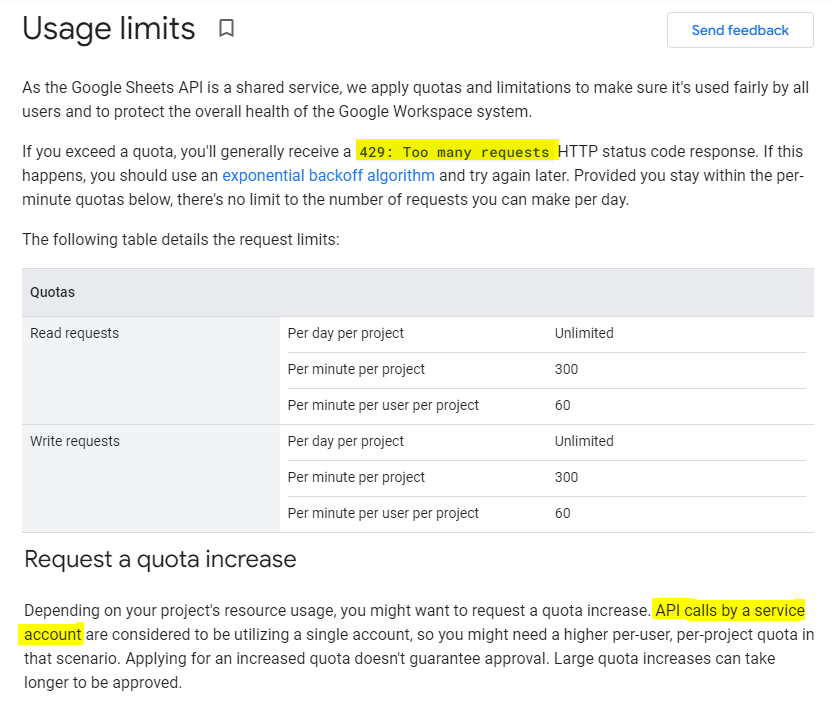 Usage limits
Send feedback
As the Google Sheets API is a shared service, we apply quotas and limitations to make sure it's used fairly by all
users and to protect the overall health of the Google Workspace system.
If you exceed a quota, you'll generally receive a 429: Too many requests HTTP status code response. If this
happens, you should use an exponential backoff algorithm and try again later. Provided you stay within the per-
minute quotas below, there's no limit to the number of requests you can make per day.
The following table details the request limits:
Quotas
Read requests Per day per project Unlimited
Per minute per project 300
Per minute per user per project 60
Write requests Per day per project Unlimited
Per minute per project 300
Per minute per user per project 60
Request a quota increase
Depending on your project's resource usage, you might want to request a quota increase. API calls by a service
account are considered to be utilizing a single account, so you might need a higher per-user, per-project quota in
that scenario. Applying for an increased quota doesn't guarantee approval. Large quota increases can take
longer to be approved.